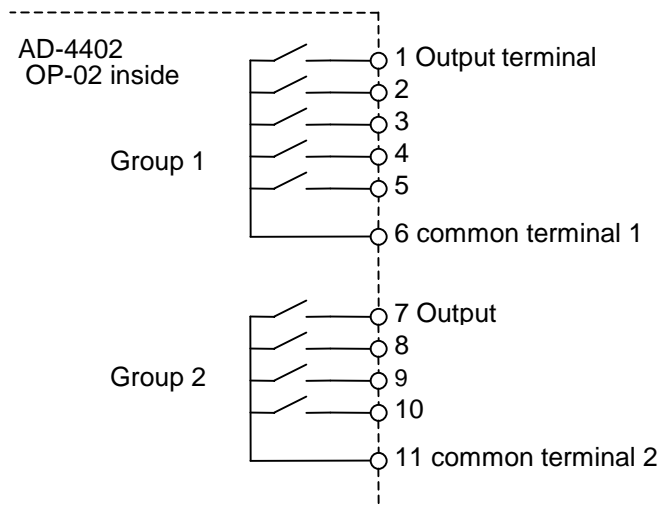 AD-4402
OP-02 inside
1 Output terminal
2
3
Group 1
4
5
6 common terminal 1
7 Output
8
Group 2
9
10
11 common terminal 2